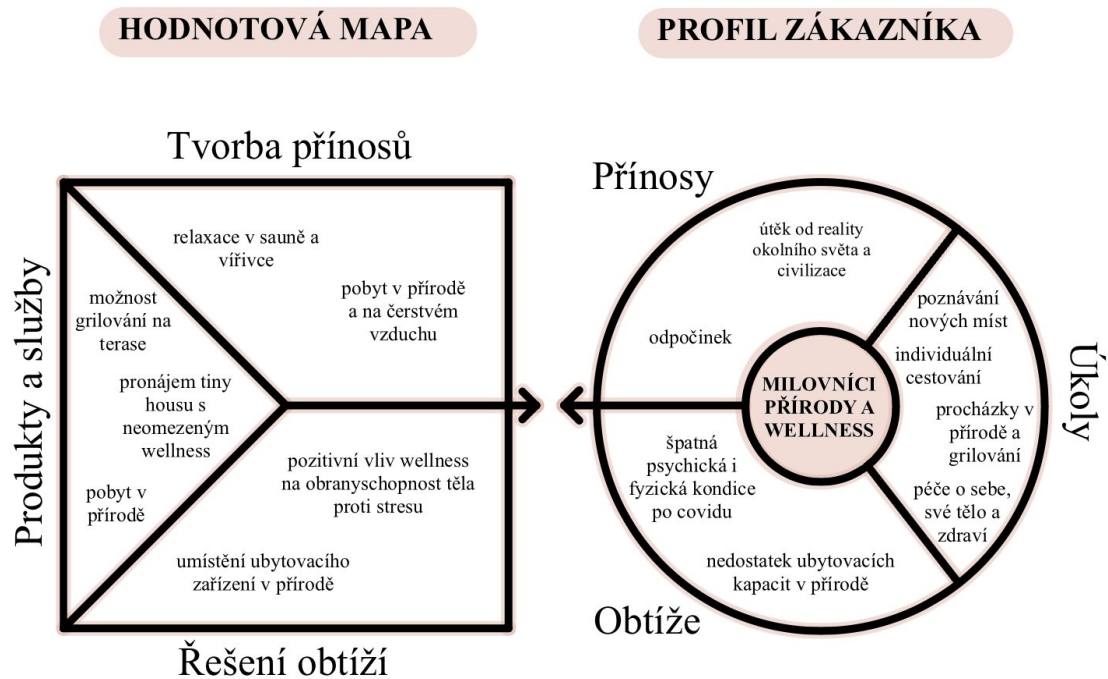 HODNOTOVÁ MAPA
PROFIL ZÁKAZNÍKA
Tvorba přínosů
relaxace v sauně a
vířivce
pobyt v přírodě
a na čerstvém
vzduchu
Produkty a služby
možnost
grilování na
terase
pronájem tiny
housu s
neomezeným
wellness
pobyt v
přírodě
pozitivní vliv wellness
na obranyschopnost těla
proti stresu
umístění ubytovacího
zařízení v přírodě
Řešení obtíží
Přínosy
útěk od reality
okolního světa a
civilizace
odpočinek
MILOVNÍCI
PŘÍRODY A
WELLNESS
poznávání
nových míst
individuální
cestování
procházky v
přírodě a
grilování
péče o sebe,
své tělo a
zdraví
Úkoly
špatná
psychická i
fyzická kondice
po covidu
nedostatek ubytovacích
kapacit v přírodě
Obtíže